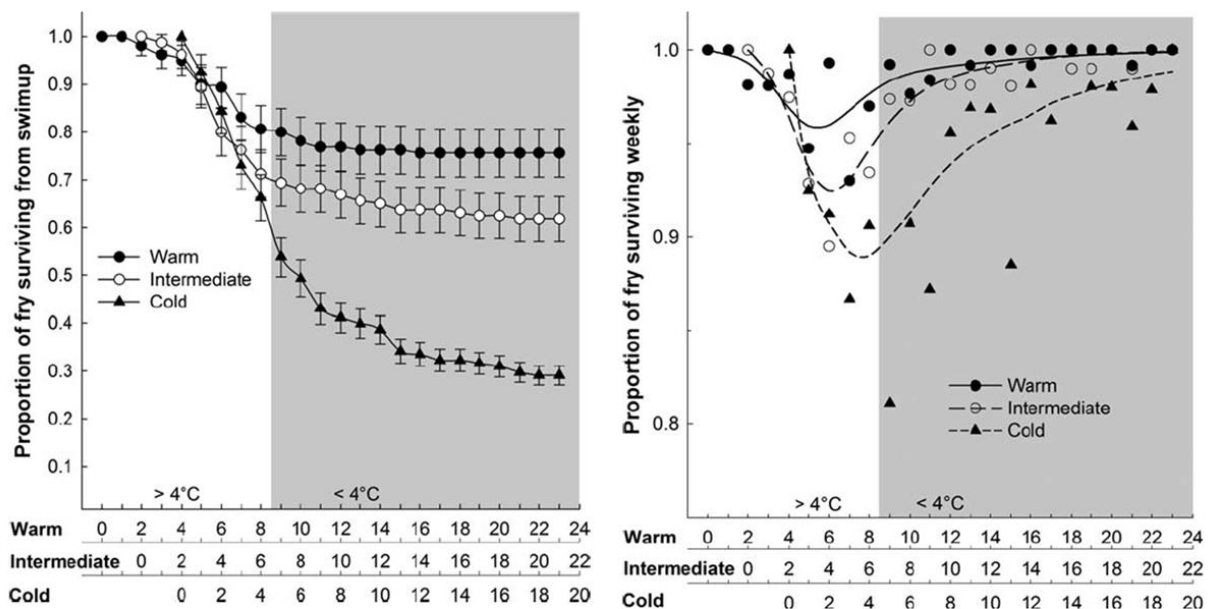 Proportion of fry surviving from swimup
1.0
0.9
0.8
0.7
0.6
0.5
0.4
0.3
0.2
0.1
Warm
Intermediate
Cold
> 4°C
< 4°C
Warm 0 2 4 6 8 10 12 14 16 18 20 22 24
Intermediate 0 2 4 6 8 10 12 14 16 18 20 22
Cold 0 2 4 6 8 10 12 14 16 18 20
Proportion of fry surviving weekly
1.0
0.9
0.8
Warm
Intermediate
Cold
> 4°C
< 4°C
Warm 0 2 4 6 8 10 12 14 16 18 20 22 24
Intermediate 0 2 4 6 8 10 12 14 16 18 20 22
Cold 0 2 4 6 8 10 12 14 16 18 20